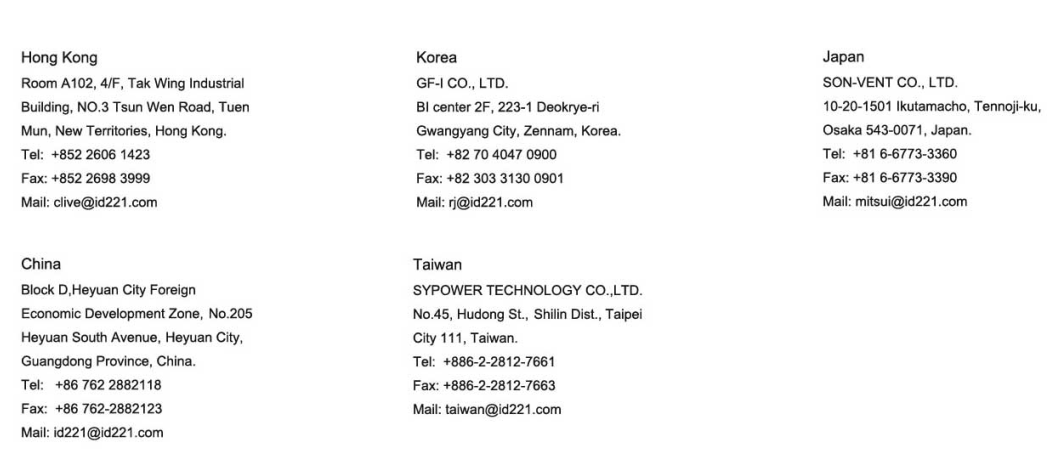 Hong Kong
Room A102, 4/F, Tak Wing Industrial
Building, NO.3 Tsun Wen Road, Tuen
Mun, New Territories, Hong Kong.
Tel: +852 2606 1423
Fax: +852 2698 3999
Mail: clive@id221.com
Korea
GF-I CO., LTD.
BI center 2F, 223-1 Deokrye-ri
Gwangyang City, Zennam, Korea.
Tel: +82 70 4047 0900
Fax: +82 303 3130 0901
Mail: rj@id221.com
Japan
SON-VENT CO., LTD.
10-20-1501 Ikutamacho, Tennoji-ku,
Osaka 543-0071, Japan.
Tel: +81 6-6773-3360
Fax: +81 6-6773-3390
Mail: mitsui@id221.com
China
Block D,Heyuan City Foreign
Economic Development Zone, No.205
Heyuan South Avenue, Heyuan City,
Guangdong Province, China.
Tel: +86 762 2882118
Fax: +86 762-2882123
Mail: id221@id221.com
Taiwan
SYPOWER TECHNOLOGY CO.,LTD.
No.45, Hudong St., Shilin Dist., Taipei
City 111, Taiwan.
Tel: +886-2-2812-7661
Fax: +886-2-2812-7663
Mail: taiwan@id221.com